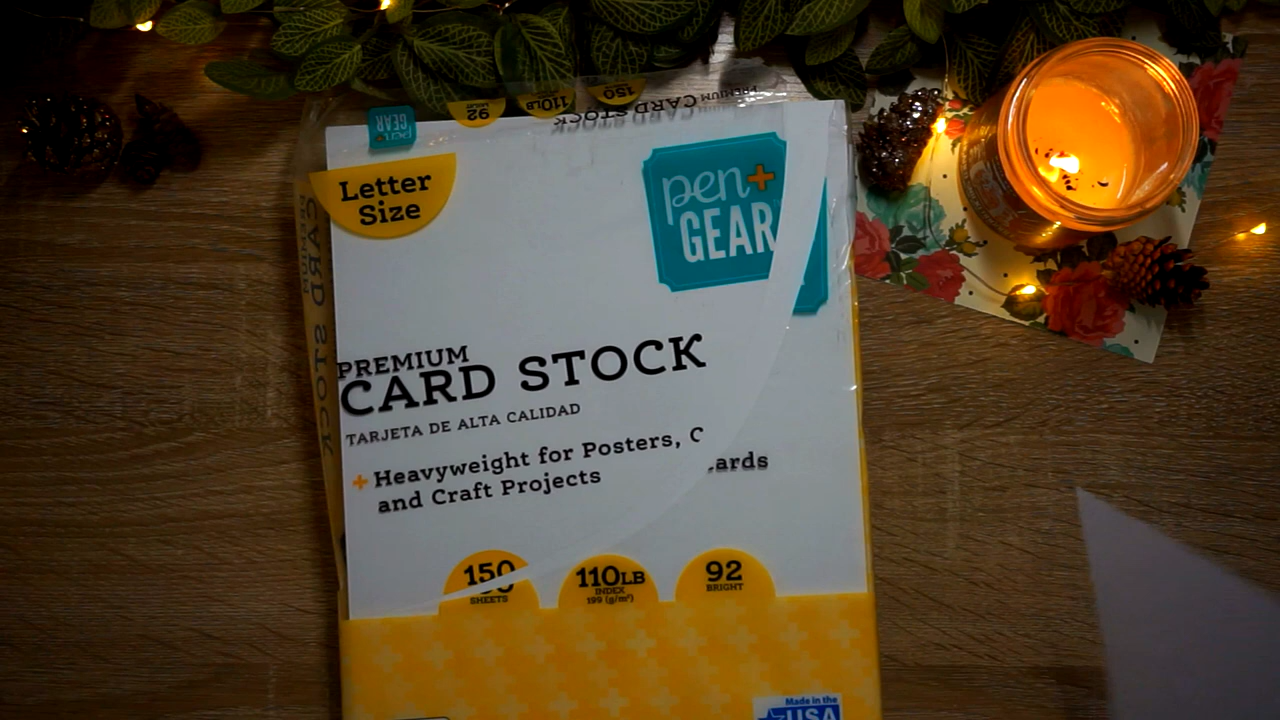 PREMIUM CARD STOCK
150
110LB
92
pen+
GEAR
Letter
Size
pen+
GEAR
CARD STOCK
PREMIUM
CARD STOCK
TARJETA DE ALTA CALIDAD
+ Heavyweight for Posters, C ards
and Craft Projects
150
SHEETS
110LB
INDEX
199 (g/m²)
92
BRIGHT
Made in the
USA